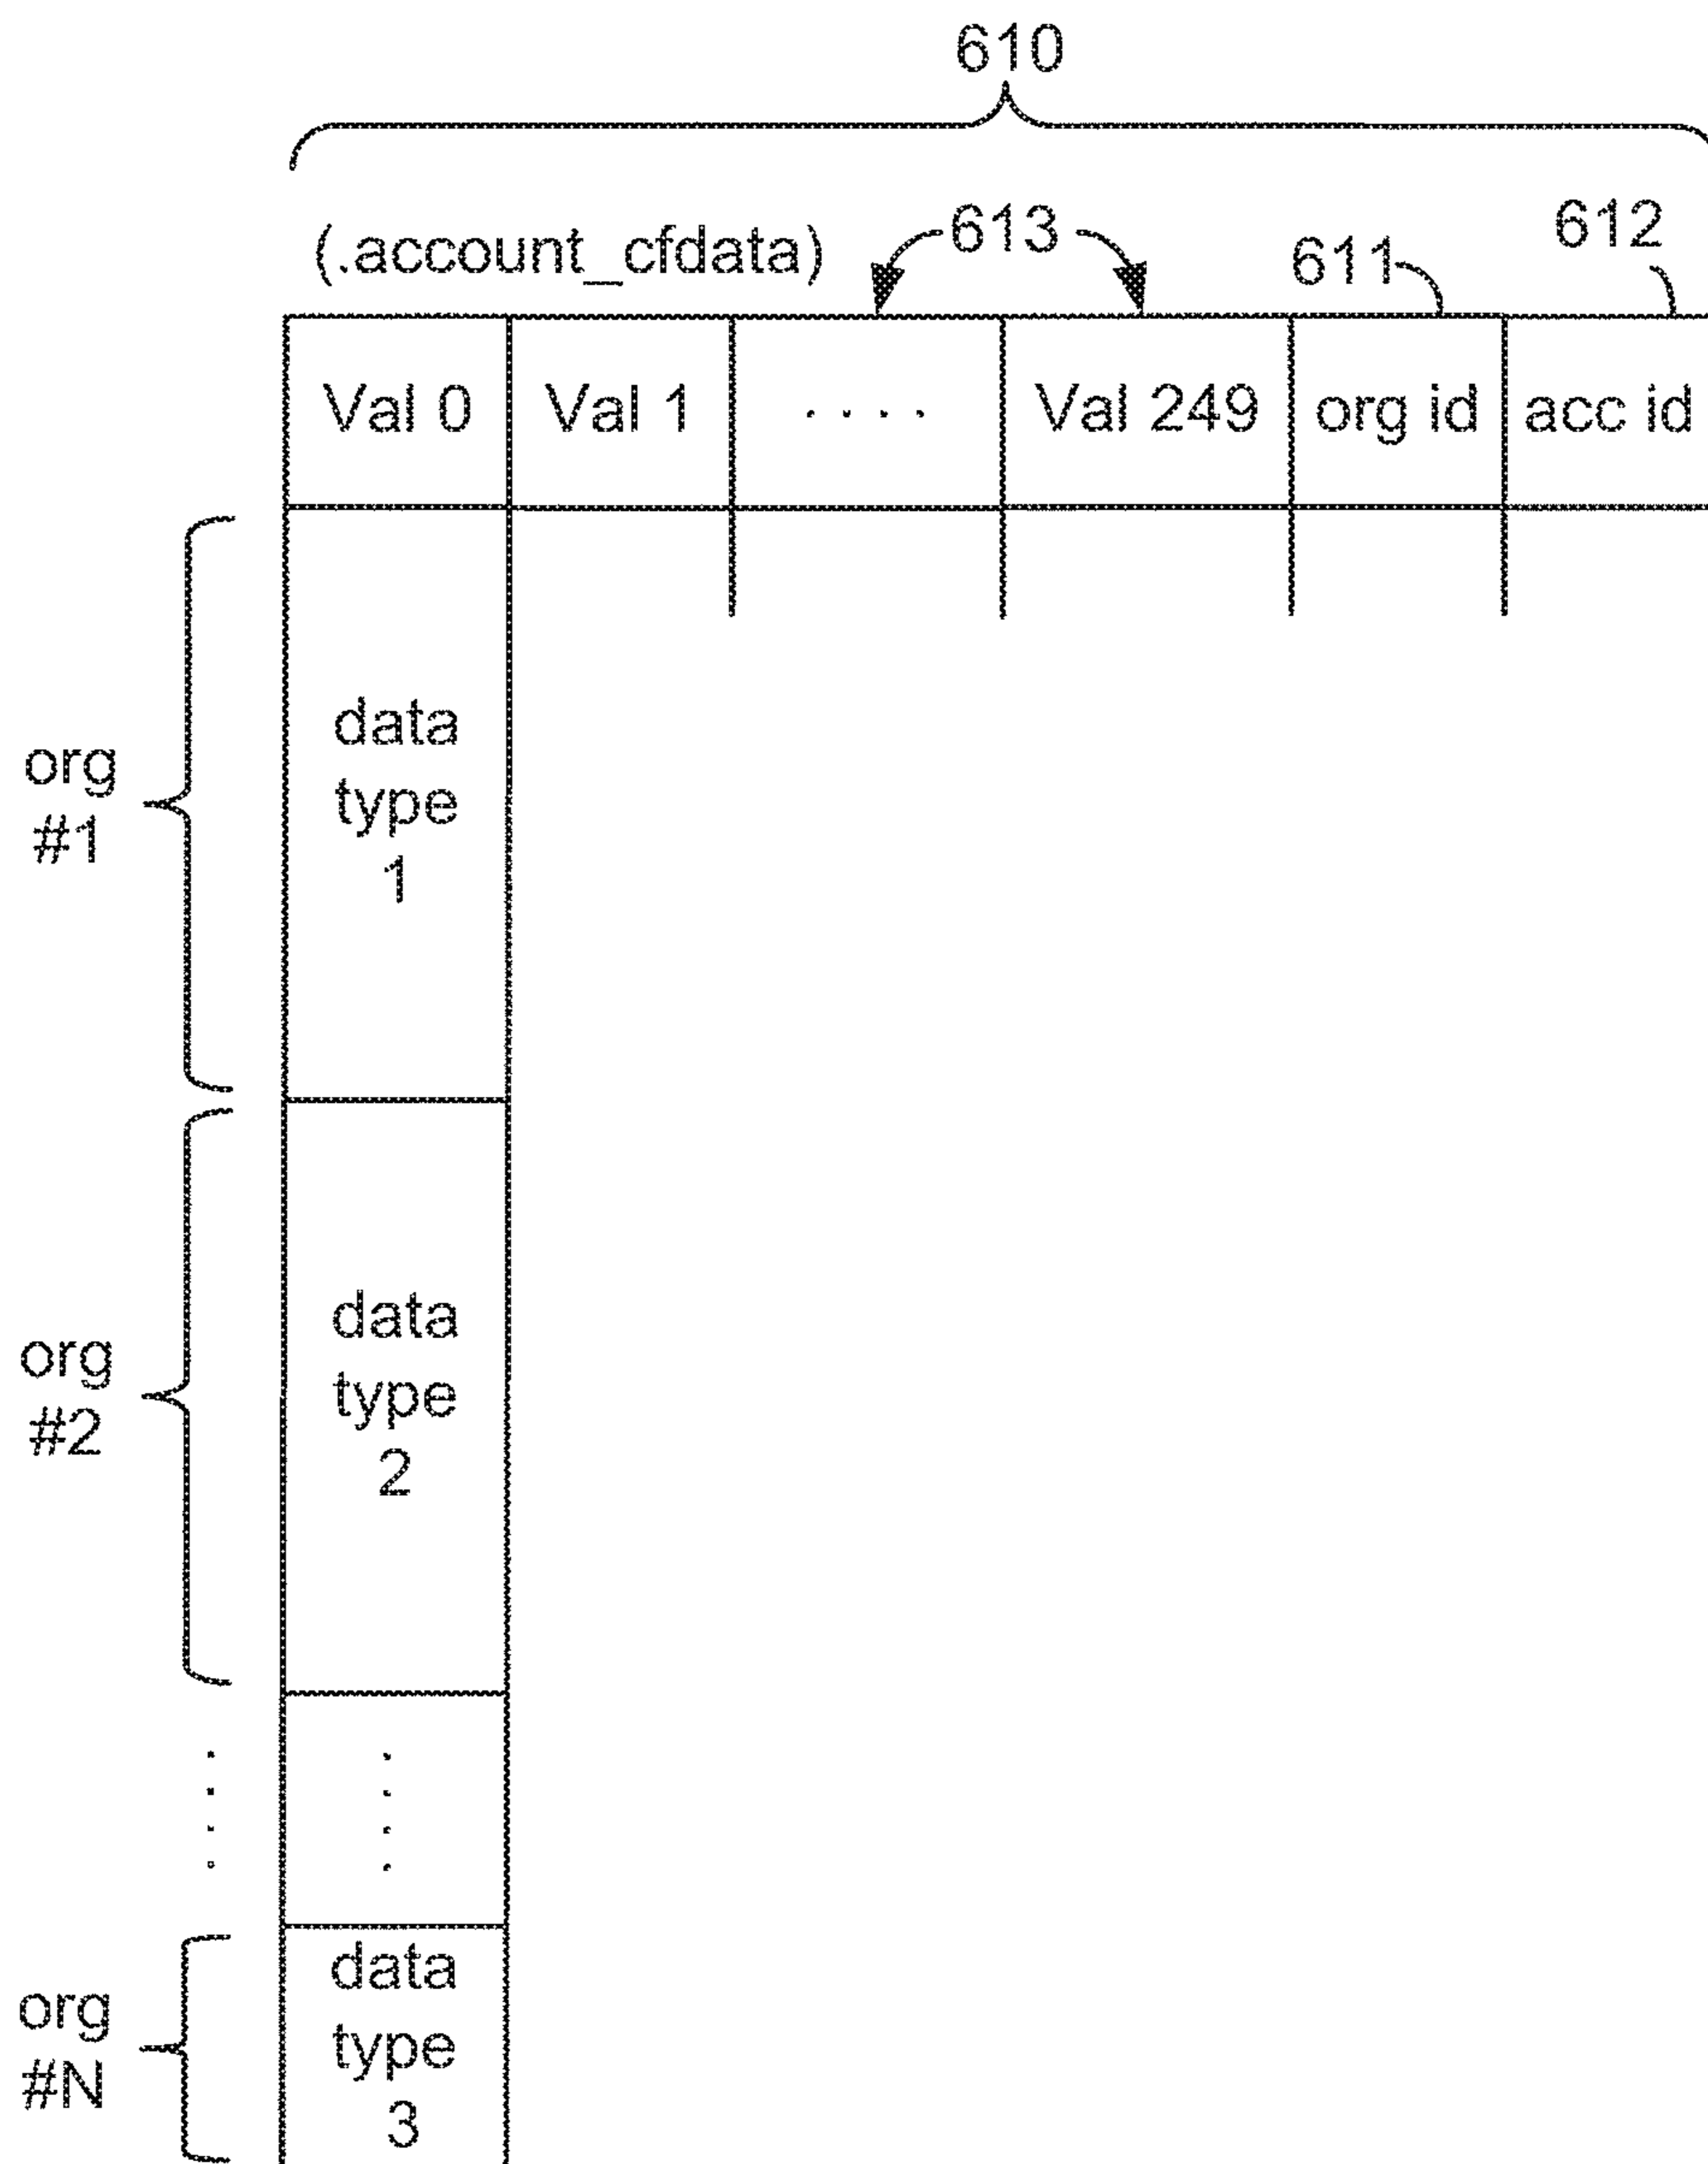 610
(.account_cfdata)
613
611
612
Val 0 Val 1 . . . . Val 249 org id acc id
org
#1
data
type
1
org
#2
data
type
2
org
#N
data
type
3